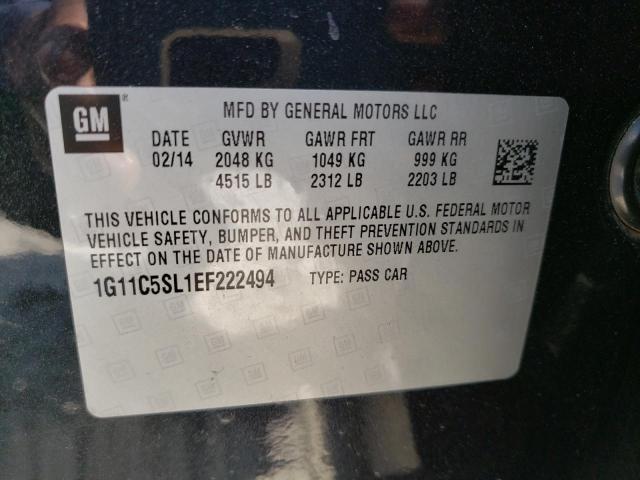 GM
®
MFD BY GENERAL MOTORS LLC
DATE GVWR GAWR FRT GAWR RR
02/14 2048 KG 1049 KG 999 KG
4515 LB 2312 LB 2203 LB
THIS VEHICLE CONFORMS TO ALL APPLICABLE U.S. FEDERAL MOTOR
VEHICLE SAFETY, BUMPER, AND THEFT PREVENTION STANDARDS IN
EFFECT ON THE DATE OF MANUFACTURE SHOWN ABOVE.
1G11C5SL1EF222494 TYPE: PASS CAR